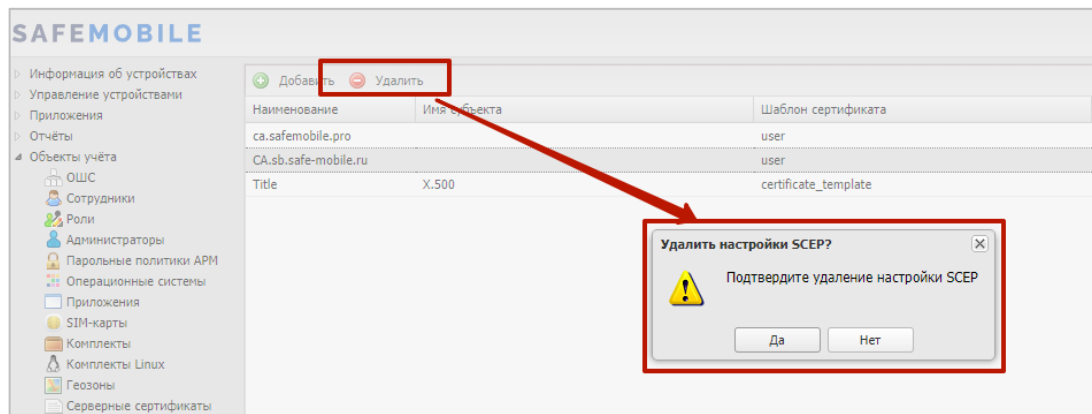 SAFEMOBILE
Информация об устройствах
Управление устройствами
Приложения
Отчёты
Объекты учёта
ОШС
Сотрудники
Роли
Администраторы
Парольные политики АРМ
Операционные системы
Приложения
SIM-карты
Комплекты
Комплекты Linux
Геозоны
Серверные сертификаты
Добавить Удалить
Наименование Имя субъекта Шаблон сертификата
ca.safemobile.pro user
CA.sb.safe-mobile.ru user
Title X.500 certificate_template
Удалить настройки SCEP?
Подтвердите удаление настройки SCEP
Да Нет